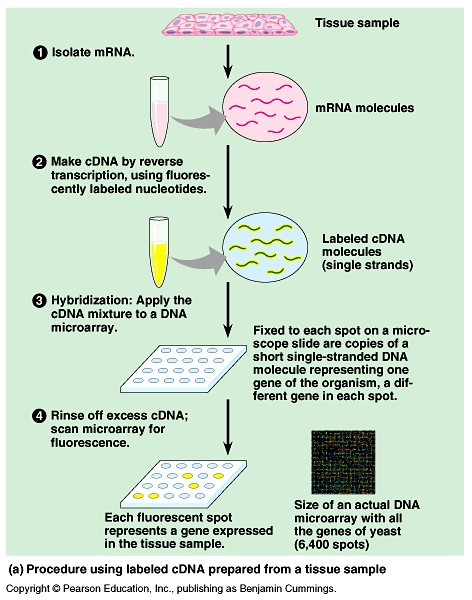 Tissue sample
1 Isolate mRNA.
mRNA molecules
2 Make cDNA by reverse
transcription, using fluores-
cently labeled nucleotides.
Labeled cDNA
molecules
(single strands)
3 Hybridization: Apply the
cDNA mixture to a DNA
microarray.
Fixed to each spot on a micro-
scope slide are copies of a
short single-stranded DNA
molecule representing one
gene of the organism, a dif-
ferent gene in each spot.
4 Rinse off excess cDNA;
scan microarray for
fluorescence.
Each fluorescent spot
represents a gene expressed
in the tissue sample.
Size of an actual DNA
microarray with all
the genes of yeast
(6,400 spots)
(a) Procedure using labeled cDNA prepared from a tissue sample
Copyright © Pearson Education, Inc., publishing as Benjamin Cummings.